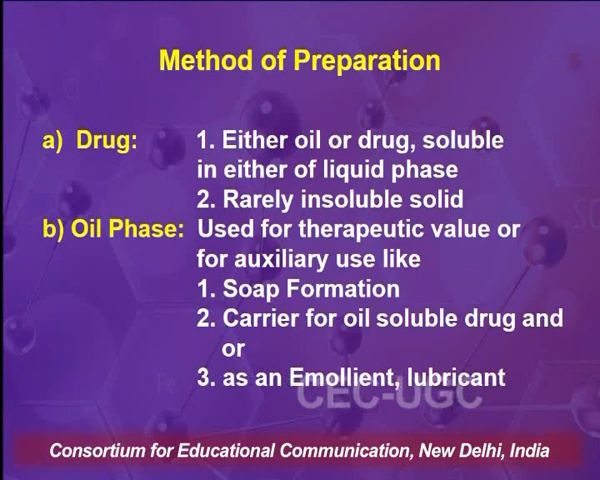 Method of Preparation
a) Drug: 1. Either oil or drug, soluble
in either of liquid phase
2. Rarely insoluble solid
b) Oil Phase: Used for therapeutic value or
for auxiliary use like
1. Soap Formation
2. Carrier for oil soluble drug and
or
3. as an Emollient, lubricant
CEC-UGC
Fe
Consortium for Educational Communication, New Delhi, India